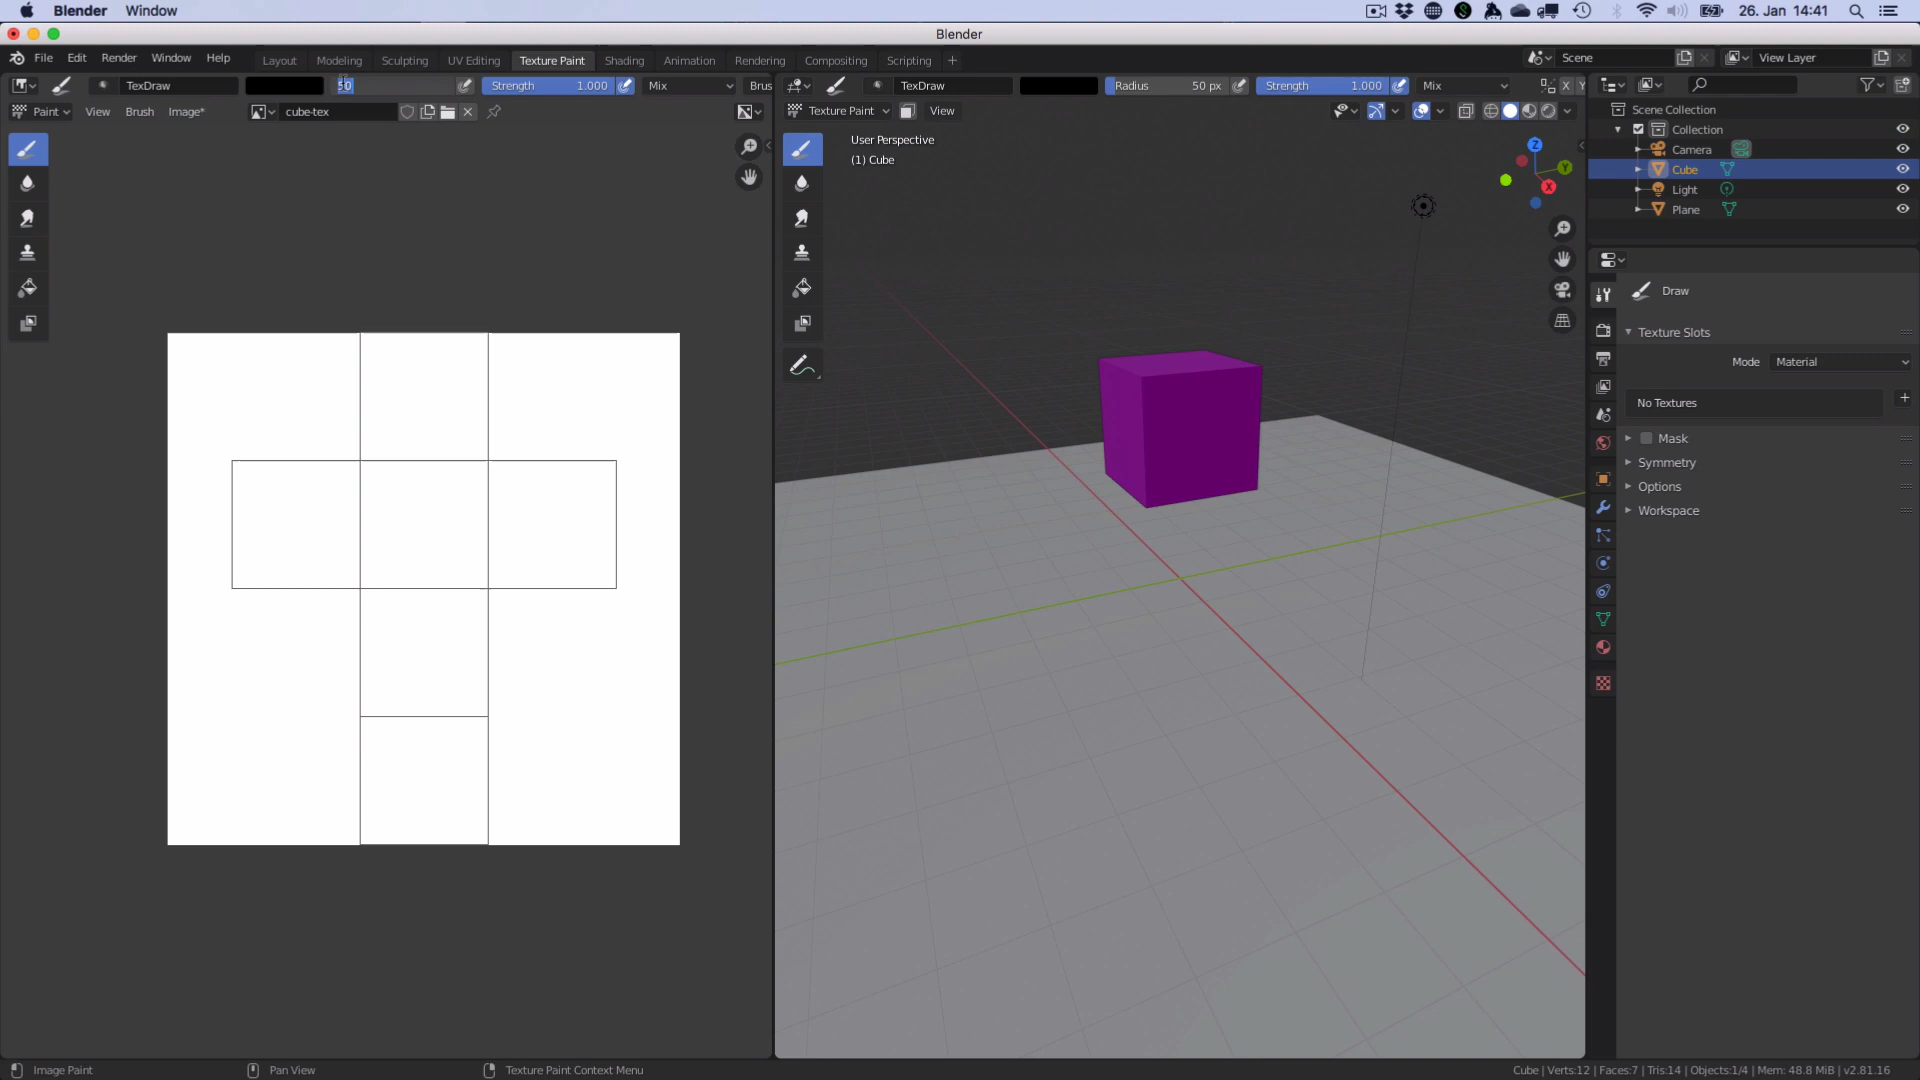 Blender Window 26. Jan 14:41
Blender
File Edit Render Window Help Layout Modeling Sculpting UV Editing Texture Paint Shading Animation Rendering Compositing Scripting + Scene View Layer
TexDraw 50 Strength 1.000 Mix Brus TexDraw Radius 50 px Strength 1.000 Mix
Paint View Brush Image* cube-tex Texture Paint View
User Perspective
(1) Cube
Z
Y
X
Scene Collection
Collection
Camera
Cube
Light
Plane
Draw
Texture Slots
Mode Material
No Textures
Mask
Symmetry
Options
Workspace
Image Paint Pan View Texture Paint Context Menu Cube | Verts:12 | Faces:7 | Tris:14 | Objects:1/4 | Mem: 48.8 MiB | v2.81.16